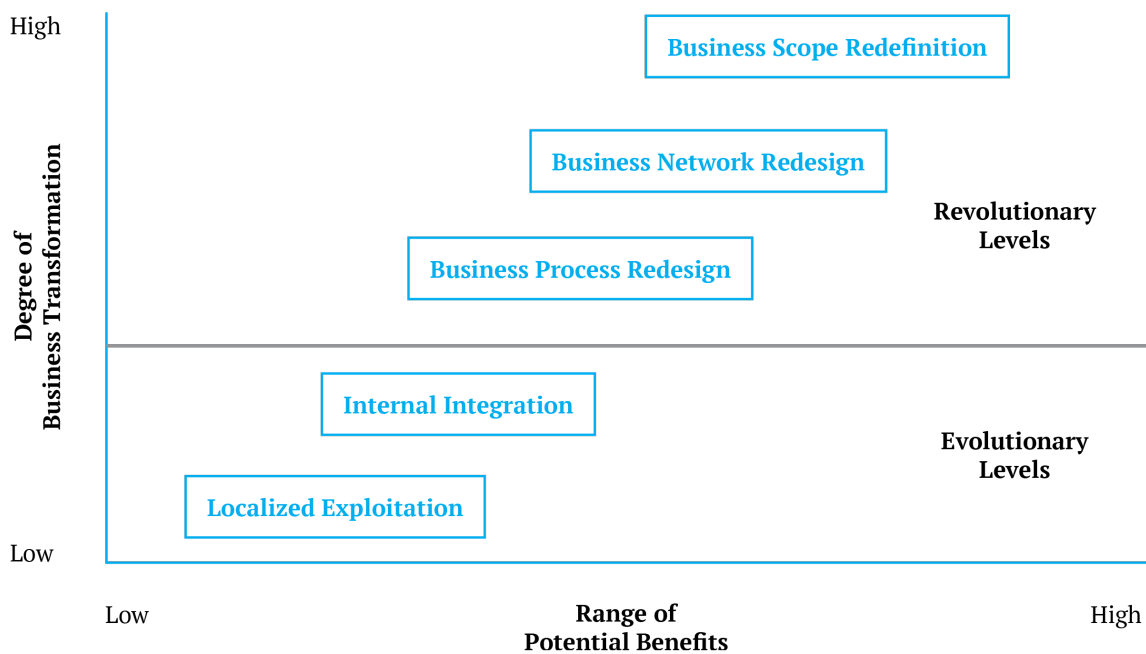 High
Business Scope Redefinition
Business Network Redesign
Revolutionary
Levels
Business Process Redesign
Degree of
Business Transformation
Internal Integration
Evolutionary
Levels
Localized Exploitation
Low
Low
Range of
Potential Benefits
High